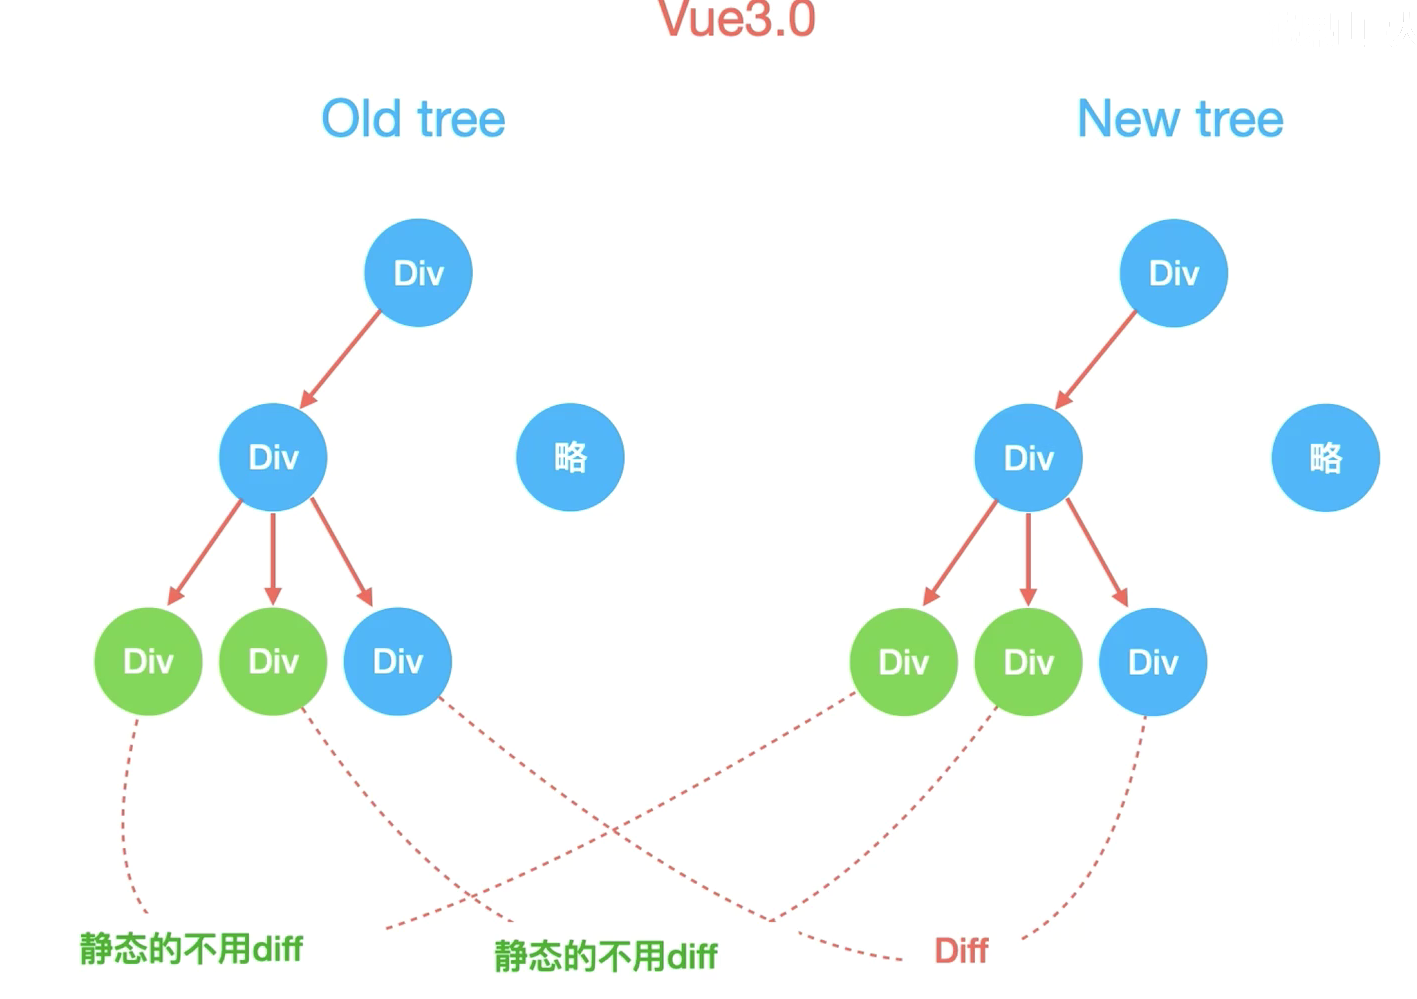 Vue3.0
Old tree
New tree
Div
Div
Div
略
Div
略
Div
Div
Div
Div
Div
Div
静态的不用diff
静态的不用diff
Diff